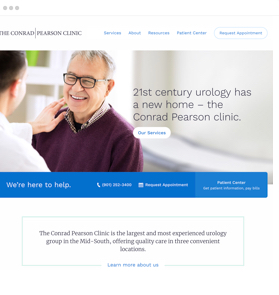 THE CONRAD PEARSON CLINIC
Services About Resources Patient Center Request Appointment
21st century urology has
a new home – the
Conrad Pearson clinic.
Our Services
We're here to help.
(901) 252-3400
Request Appointment
Patient Center
Get patient information, pay bills
The Conrad Pearson Clinic is the largest and most experienced urology
group in the Mid-South, offering quality care in three convenient
locations.
Learn more about us